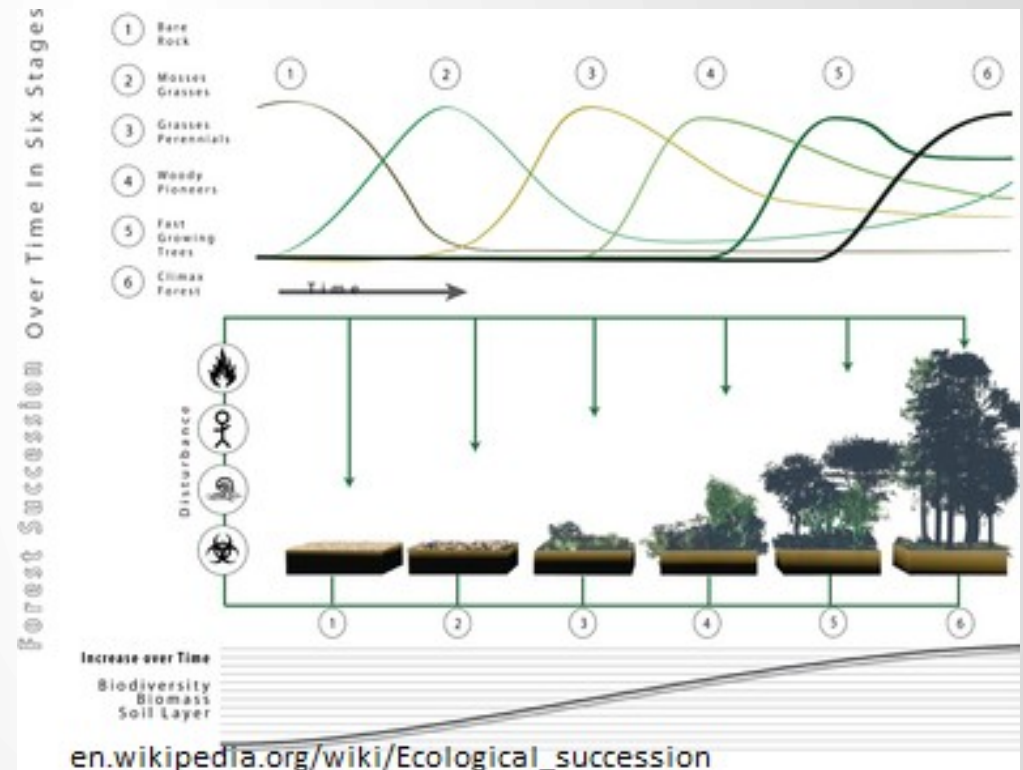 Forest Succession Over Time In Six Stages
1 Bare
Rock
2 Mosses
Grasses
3 Grasses
Perennials
4 Woody
Pioneers
5 Fast
Growing
Trees
6 Climax
Forest
1 2 3 4 5 6
Time
Disturbance
1 2 3 4 5 6
Increase over Time
Biodiversity
Biomass
Soil Layer
en.wikipedia.org/wiki/Ecological_succession